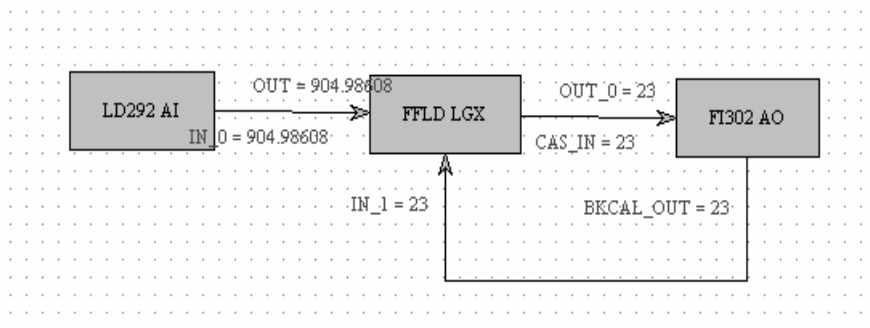 OUT = 904.98608
LD292 AI
FFLD LGX
OUT_0 = 23
FI302 AO
IN_0 = 904.98608
CAS_IN = 23
IN_1 = 23
BKCAL_OUT = 23